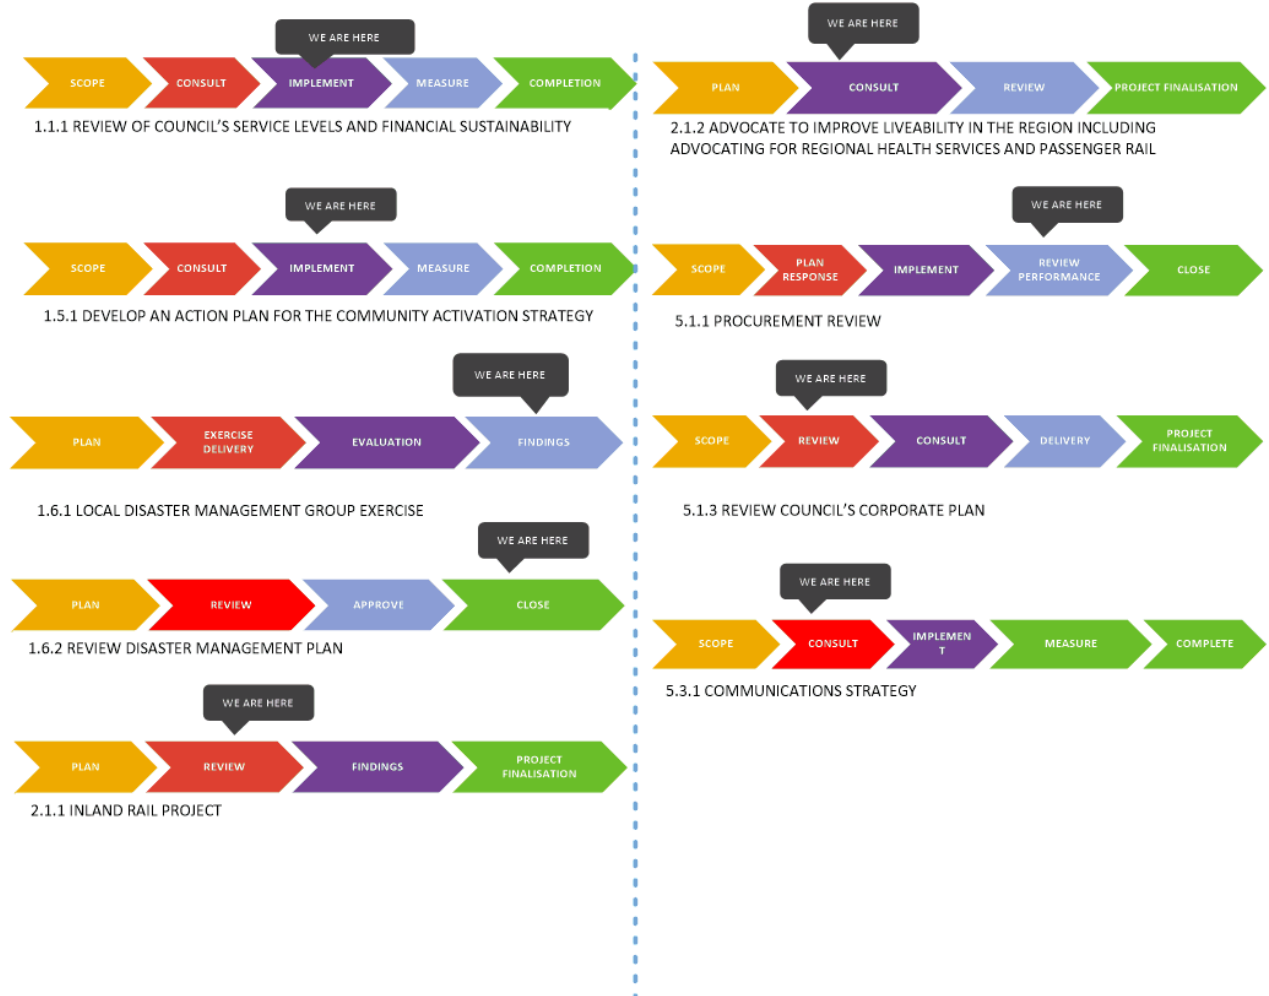 WE ARE HERE
SCOPE CONSULT IMPLEMENT MEASURE COMPLETION
1.1.1 REVIEW OF COUNCIL’S SERVICE LEVELS AND FINANCIAL SUSTAINABILITY
WE ARE HERE
SCOPE CONSULT IMPLEMENT MEASURE COMPLETION
1.5.1 DEVELOP AN ACTION PLAN FOR THE COMMUNITY ACTIVATION STRATEGY
WE ARE HERE
PLAN EXERCISE DELIVERY EVALUATION FINDINGS
1.6.1 LOCAL DISASTER MANAGEMENT GROUP EXERCISE
WE ARE HERE
PLAN REVIEW APPROVE CLOSE
1.6.2 REVIEW DISASTER MANAGEMENT PLAN
WE ARE HERE
PLAN REVIEW FINDINGS PROJECT FINALISATION
2.1.1 INLAND RAIL PROJECT
WE ARE HERE
PLAN CONSULT REVIEW PROJECT FINALISATION
2.1.2 ADVOCATE TO IMPROVE LIVEABILITY IN THE REGION INCLUDING
ADVOCATING FOR REGIONAL HEALTH SERVICES AND PASSENGER RAIL
WE ARE HERE
SCOPE PLAN RESPONSE IMPLEMENT REVIEW PERFORMANCE CLOSE
5.1.1 PROCUREMENT REVIEW
WE ARE HERE
SCOPE REVIEW CONSULT DELIVERY PROJECT FINALISATION
5.1.3 REVIEW COUNCIL’S CORPORATE PLAN
WE ARE HERE
SCOPE CONSULT IMPLEMEN
T MEASURE COMPLETE
5.3.1 COMMUNICATIONS STRATEGY